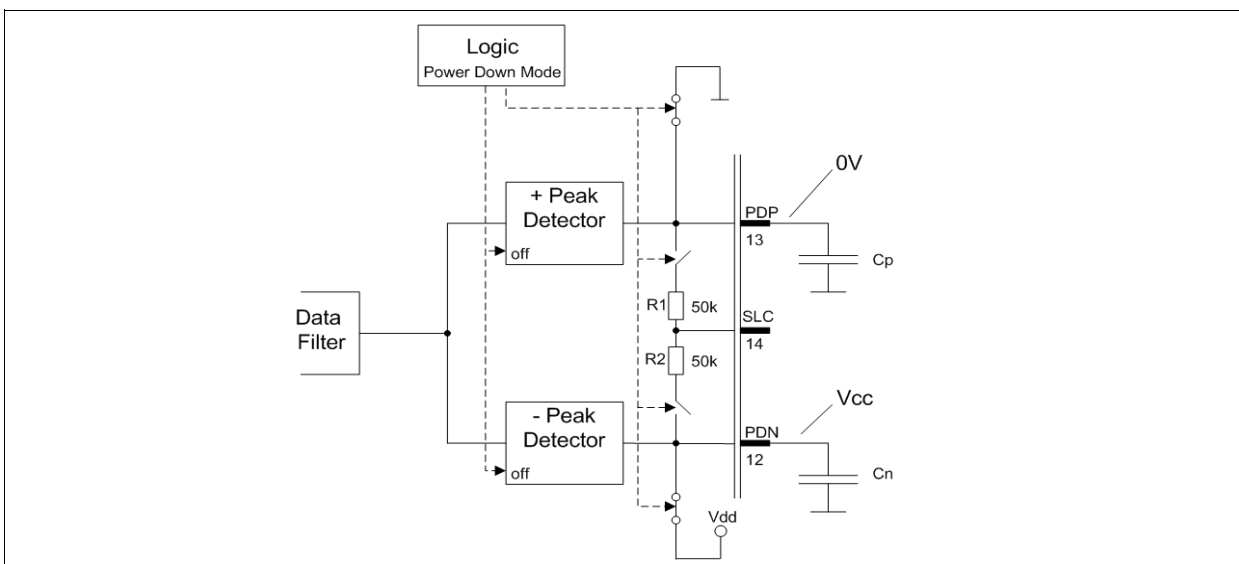 Logic
Power Down Mode
+ Peak
Detector
off
0V
PDP
13
Cp
R1
50k
SLC
14
Data
Filter
R2
50k
Vcc
- Peak
Detector
off
PDN
12
Cn
Vdd